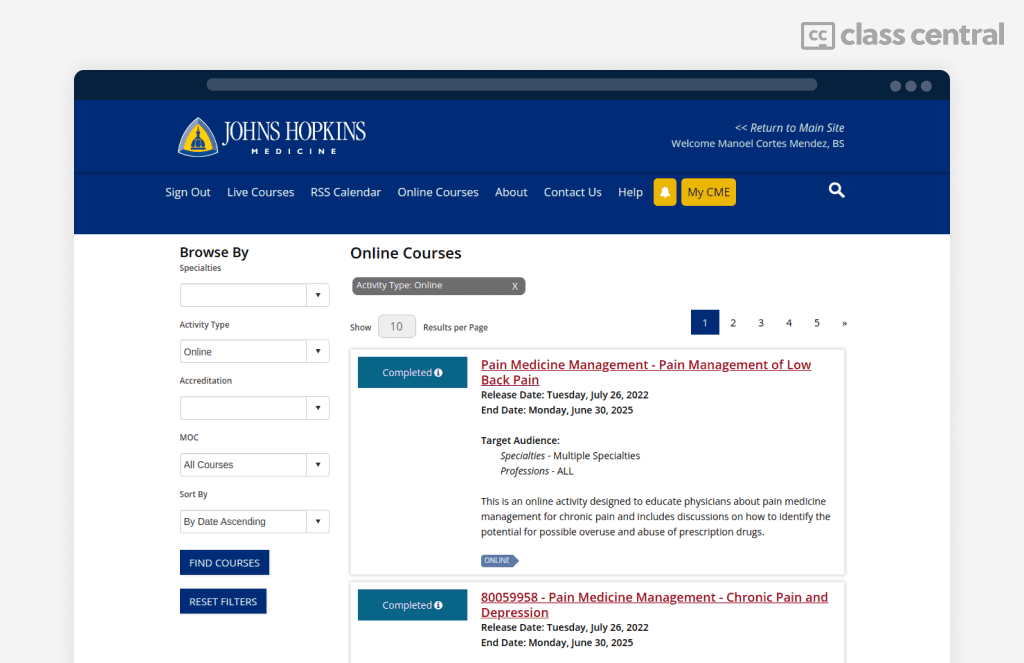 cc class central
JOHNS HOPKINS
MEDICINE
<< Return to Main Site
Welcome Manoel Cortes Mendez, BS
Sign Out Live Courses RSS Calendar Online Courses About Contact Us Help My CME
Browse By
Specialties
Activity Type
Online
Accreditation
MOC
All Courses
Sort By
By Date Ascending
FIND COURSES
RESET FILTERS
Online Courses
Activity Type: Online X
Show 10 Results per Page
1 2 3 4 5 »
Completed
Pain Medicine Management - Pain Management of Low
Back Pain
Release Date: Tuesday, July 26, 2022
End Date: Monday, June 30, 2025
Target Audience:
Specialties - Multiple Specialties
Professions - ALL
This is an online activity designed to educate physicians about pain medicine
management for chronic pain and includes discussions on how to identify the
potential for possible overuse and abuse of prescription drugs.
ONLINE
Completed
80059958 - Pain Medicine Management - Chronic Pain and
Depression
Release Date: Tuesday, July 26, 2022
End Date: Monday, June 30, 2025